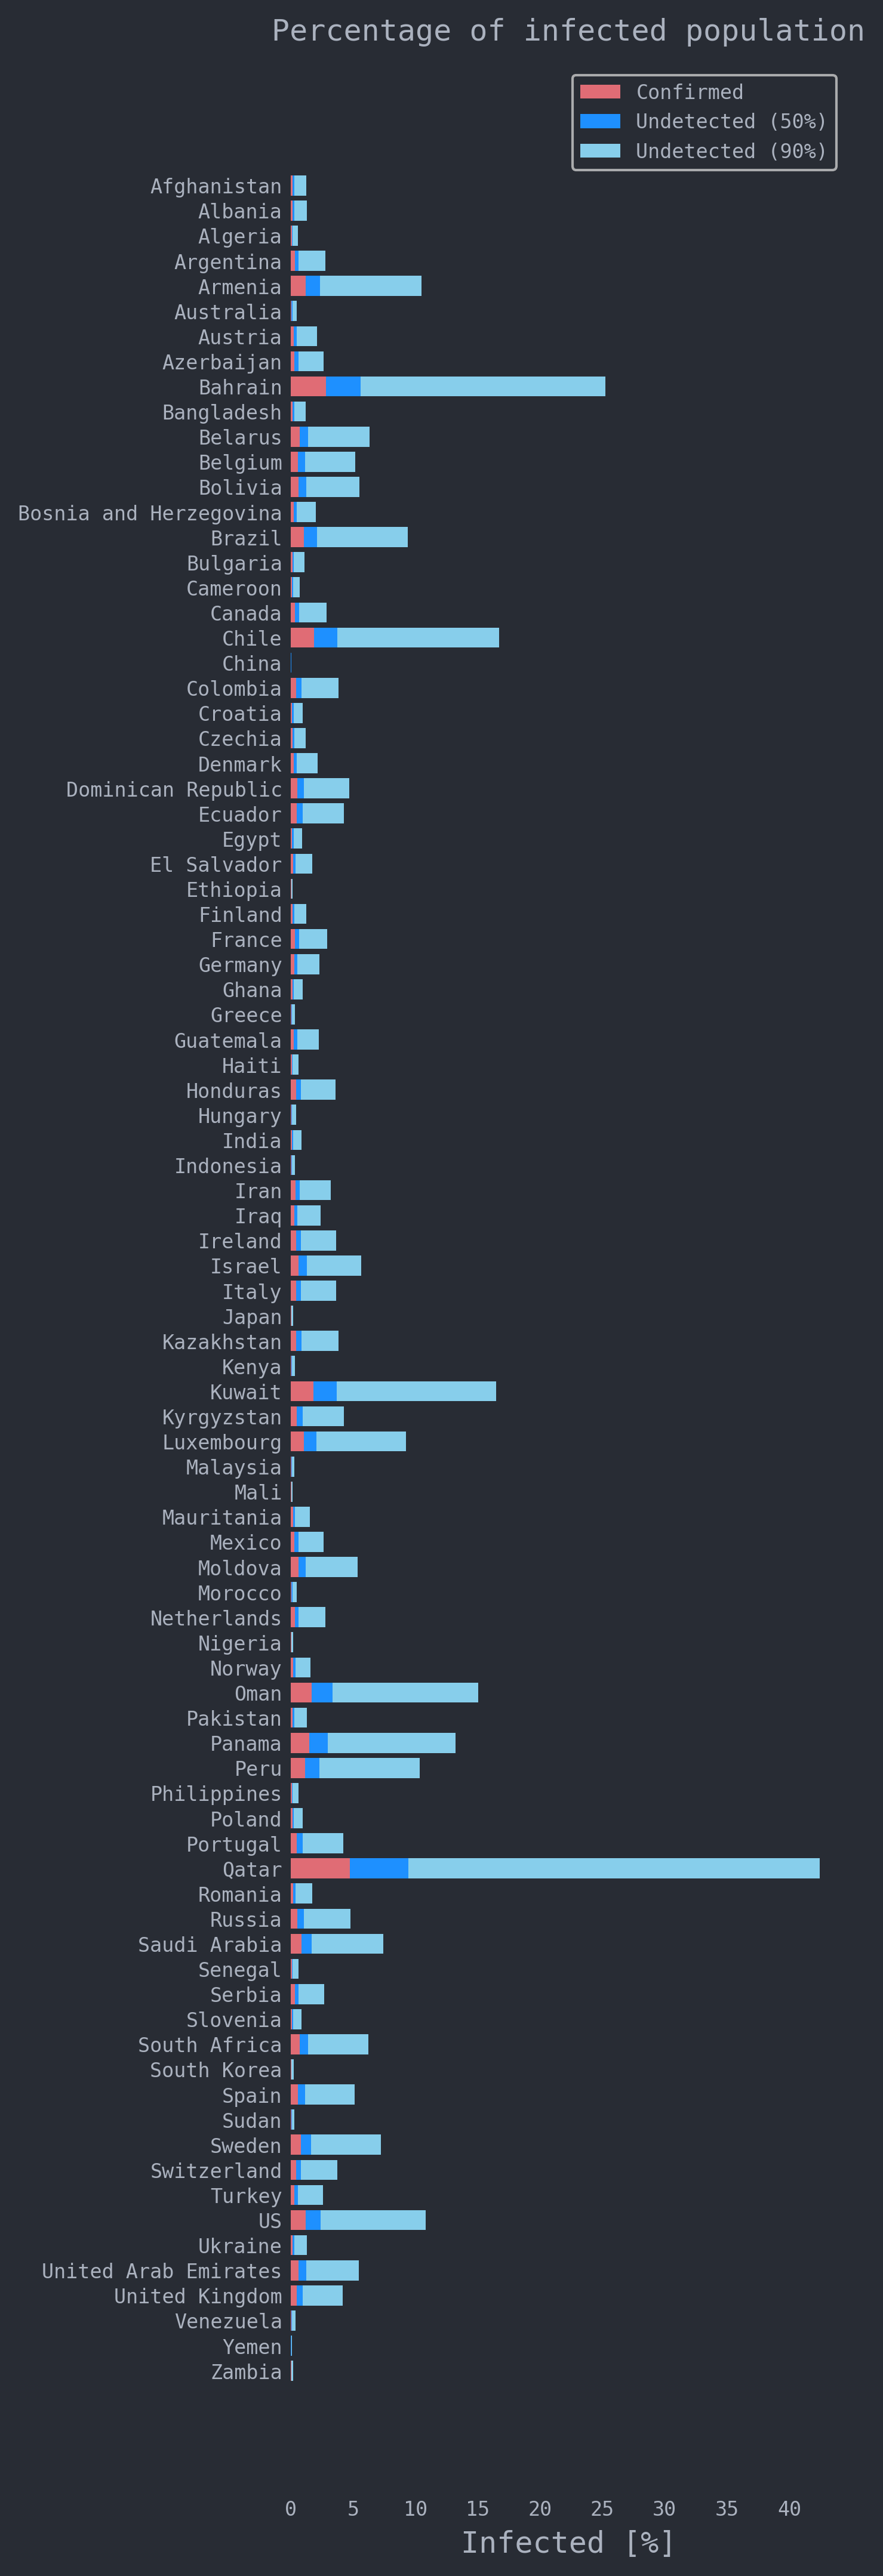 Percentage of infected population
Confirmed
Undetected (50%)
Undetected (90%)
Afghanistan
Albania
Algeria
Argentina
Armenia
Australia
Austria
Azerbaijan
Bahrain
Bangladesh
Belarus
Belgium
Bolivia
Bosnia and Herzegovina
Brazil
Bulgaria
Cameroon
Canada
Chile
China
Colombia
Croatia
Czechia
Denmark
Dominican Republic
Ecuador
Egypt
El Salvador
Ethiopia
Finland
France
Germany
Ghana
Greece
Guatemala
Haiti
Honduras
Hungary
India
Indonesia
Iran
Iraq
Ireland
Israel
Italy
Japan
Kazakhstan
Kenya
Kuwait
Kyrgyzstan
Luxembourg
Malaysia
Mali
Mauritania
Mexico
Moldova
Morocco
Netherlands
Nigeria
Norway
Oman
Pakistan
Panama
Peru
Philippines
Poland
Portugal
Qatar
Romania
Russia
Saudi Arabia
Senegal
Serbia
Slovenia
South Africa
South Korea
Spain
Sudan
Sweden
Switzerland
Turkey
US
Ukraine
United Arab Emirates
United Kingdom
Venezuela
Yemen
Zambia
0 5 10 15 20 25 30 35 40
Infected [%]